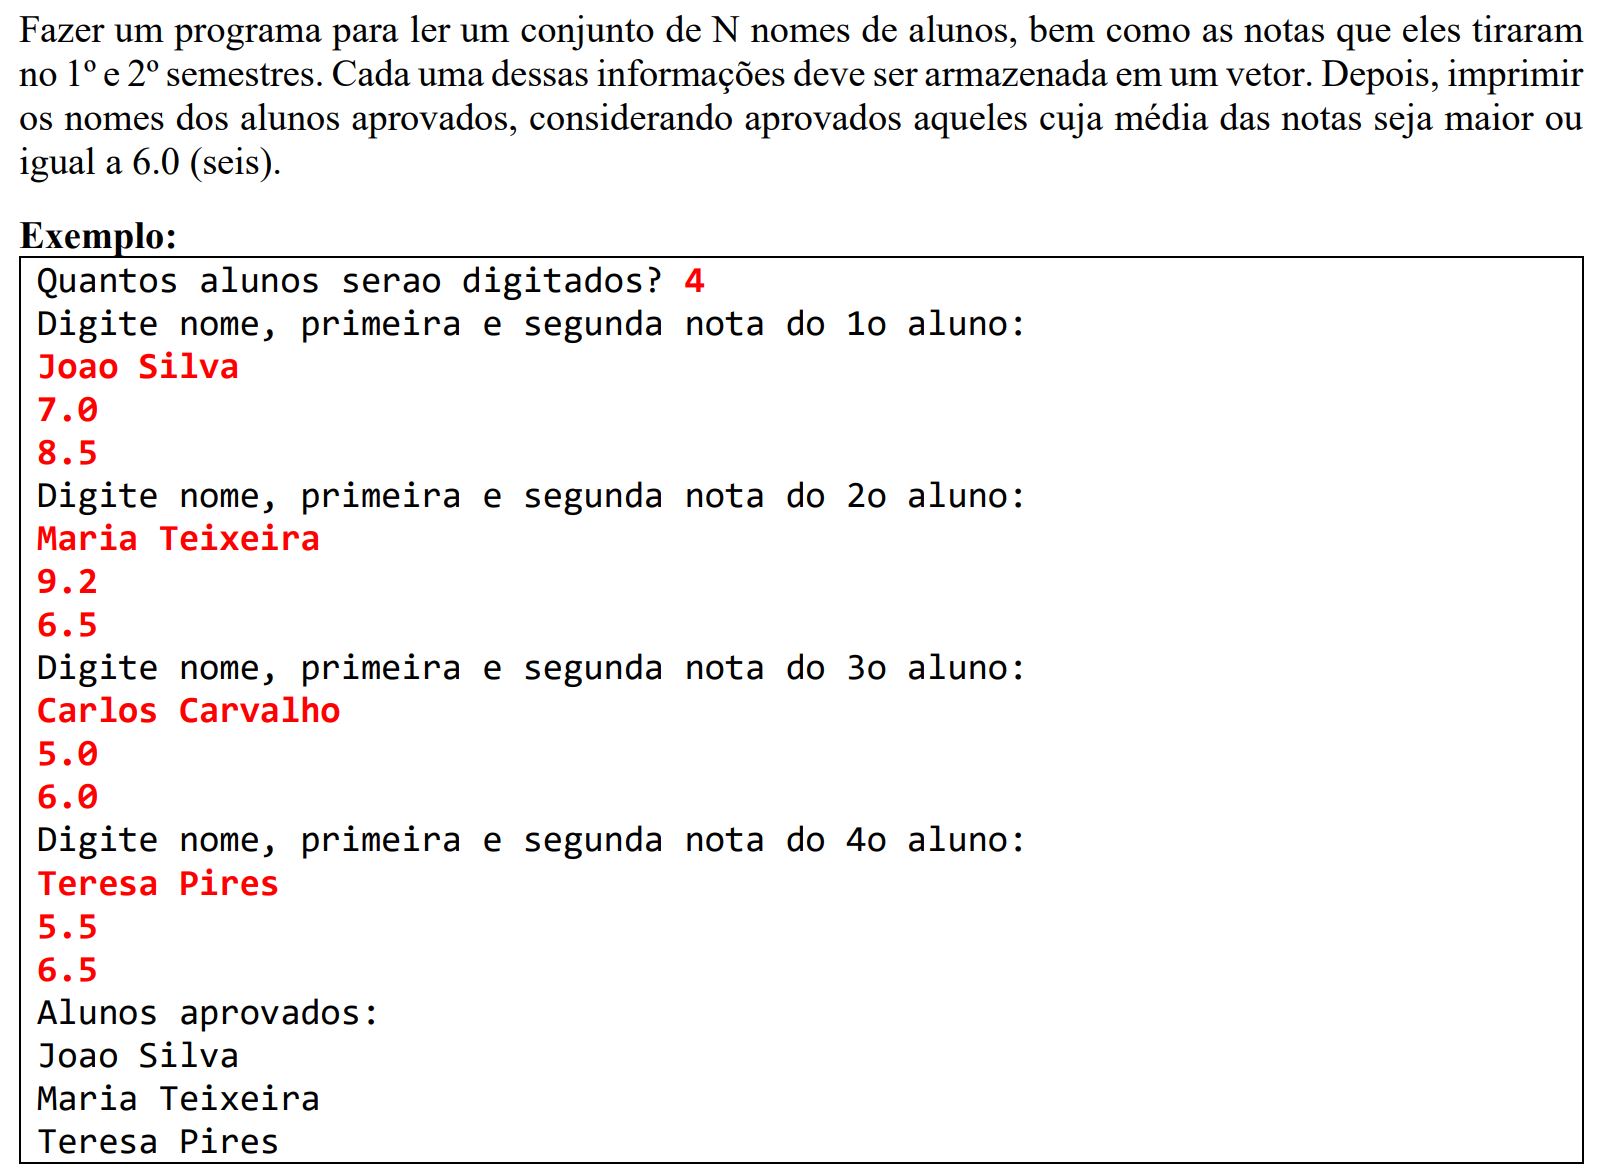 Fazer um programa para ler um conjunto de N nomes de alunos, bem como as notas que eles tiraram
no 1º e 2º semestres. Cada uma dessas informações deve ser armazenada em um vetor. Depois, imprimir
os nomes dos alunos aprovados, considerando aprovados aqueles cuja média das notas seja maior ou
igual a 6.0 (seis).
Exemplo:
Quantos alunos serao digitados? 4
Digite nome, primeira e segunda nota do 1o aluno:
Joao Silva
7.0
8.5
Digite nome, primeira e segunda nota do 2o aluno:
Maria Teixeira
9.2
6.5
Digite nome, primeira e segunda nota do 3o aluno:
Carlos Carvalho
5.0
6.0
Digite nome, primeira e segunda nota do 4o aluno:
Teresa Pires
5.5
6.5
Alunos aprovados:
Joao Silva
Maria Teixeira
Teresa Pires